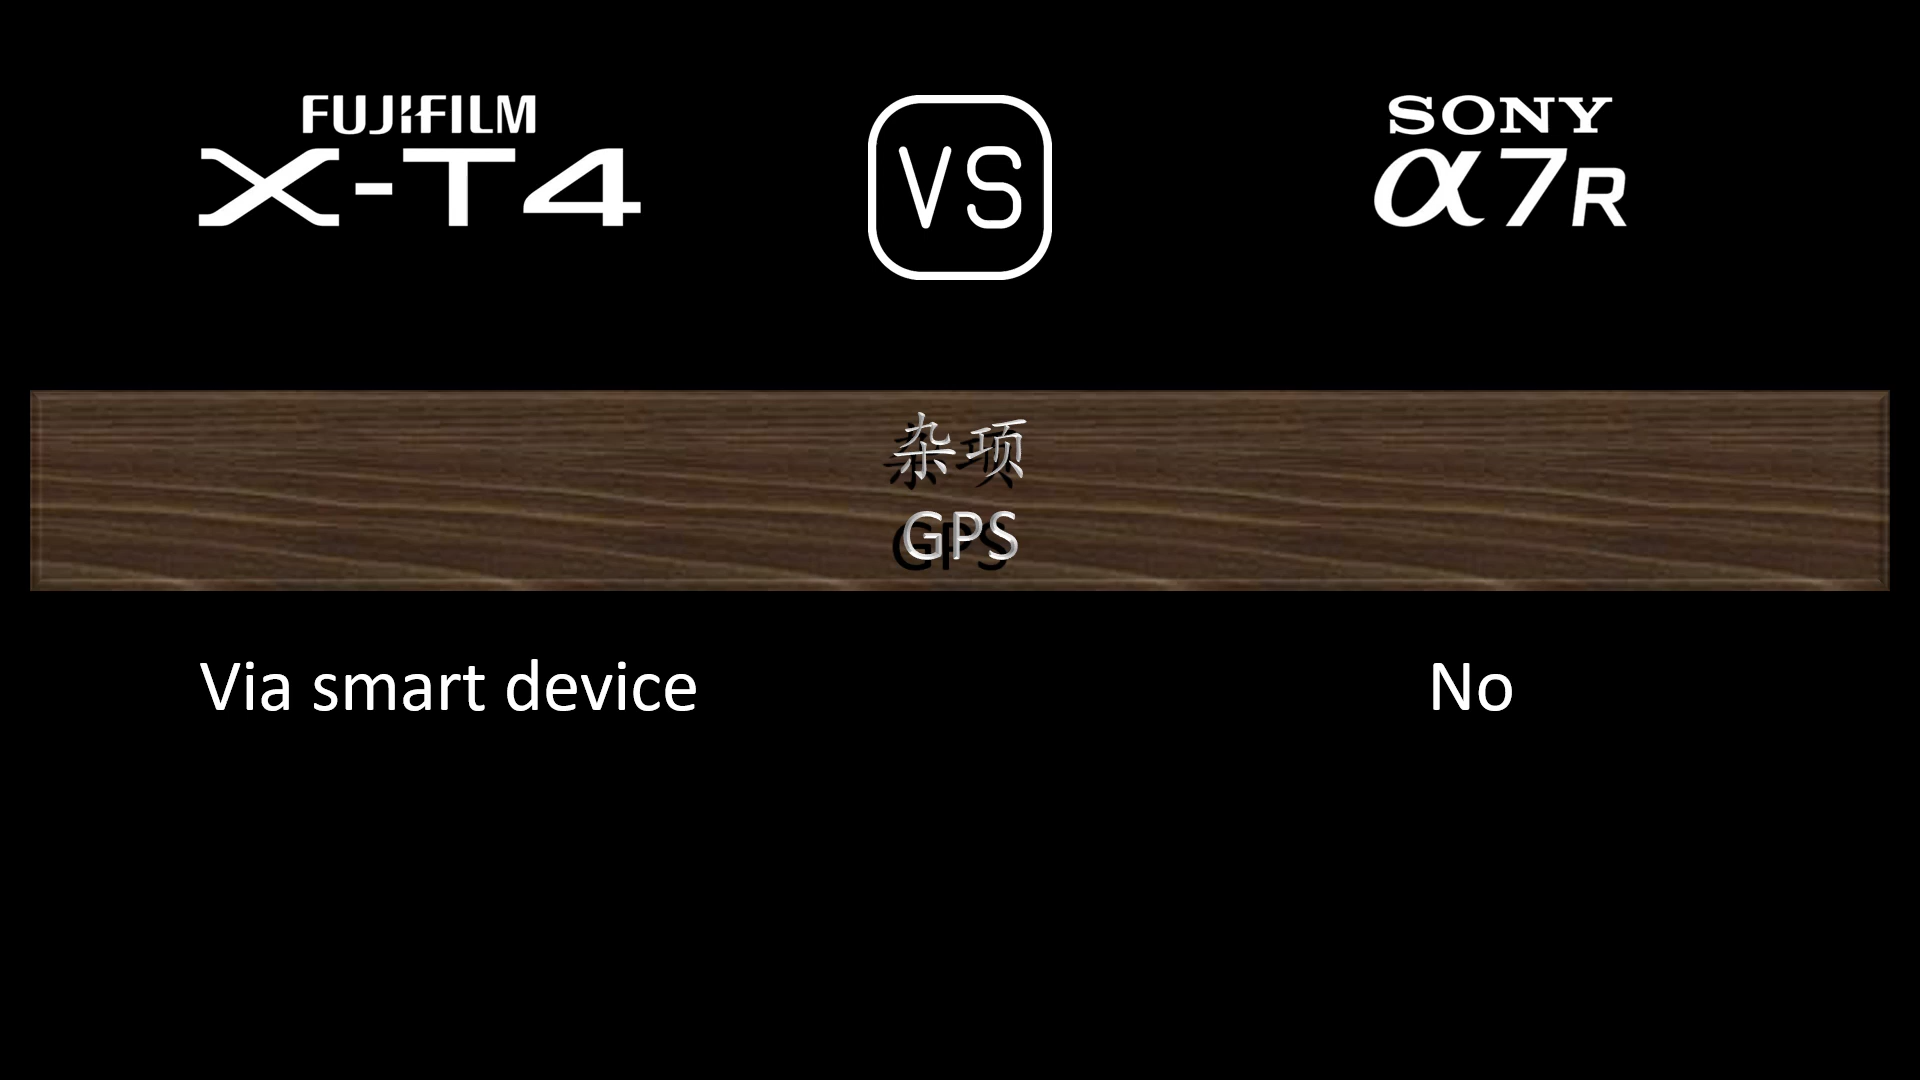 FUJIFILM
X-T4
VS
SONY
α7R
杂项
GPS
Via smart device
No